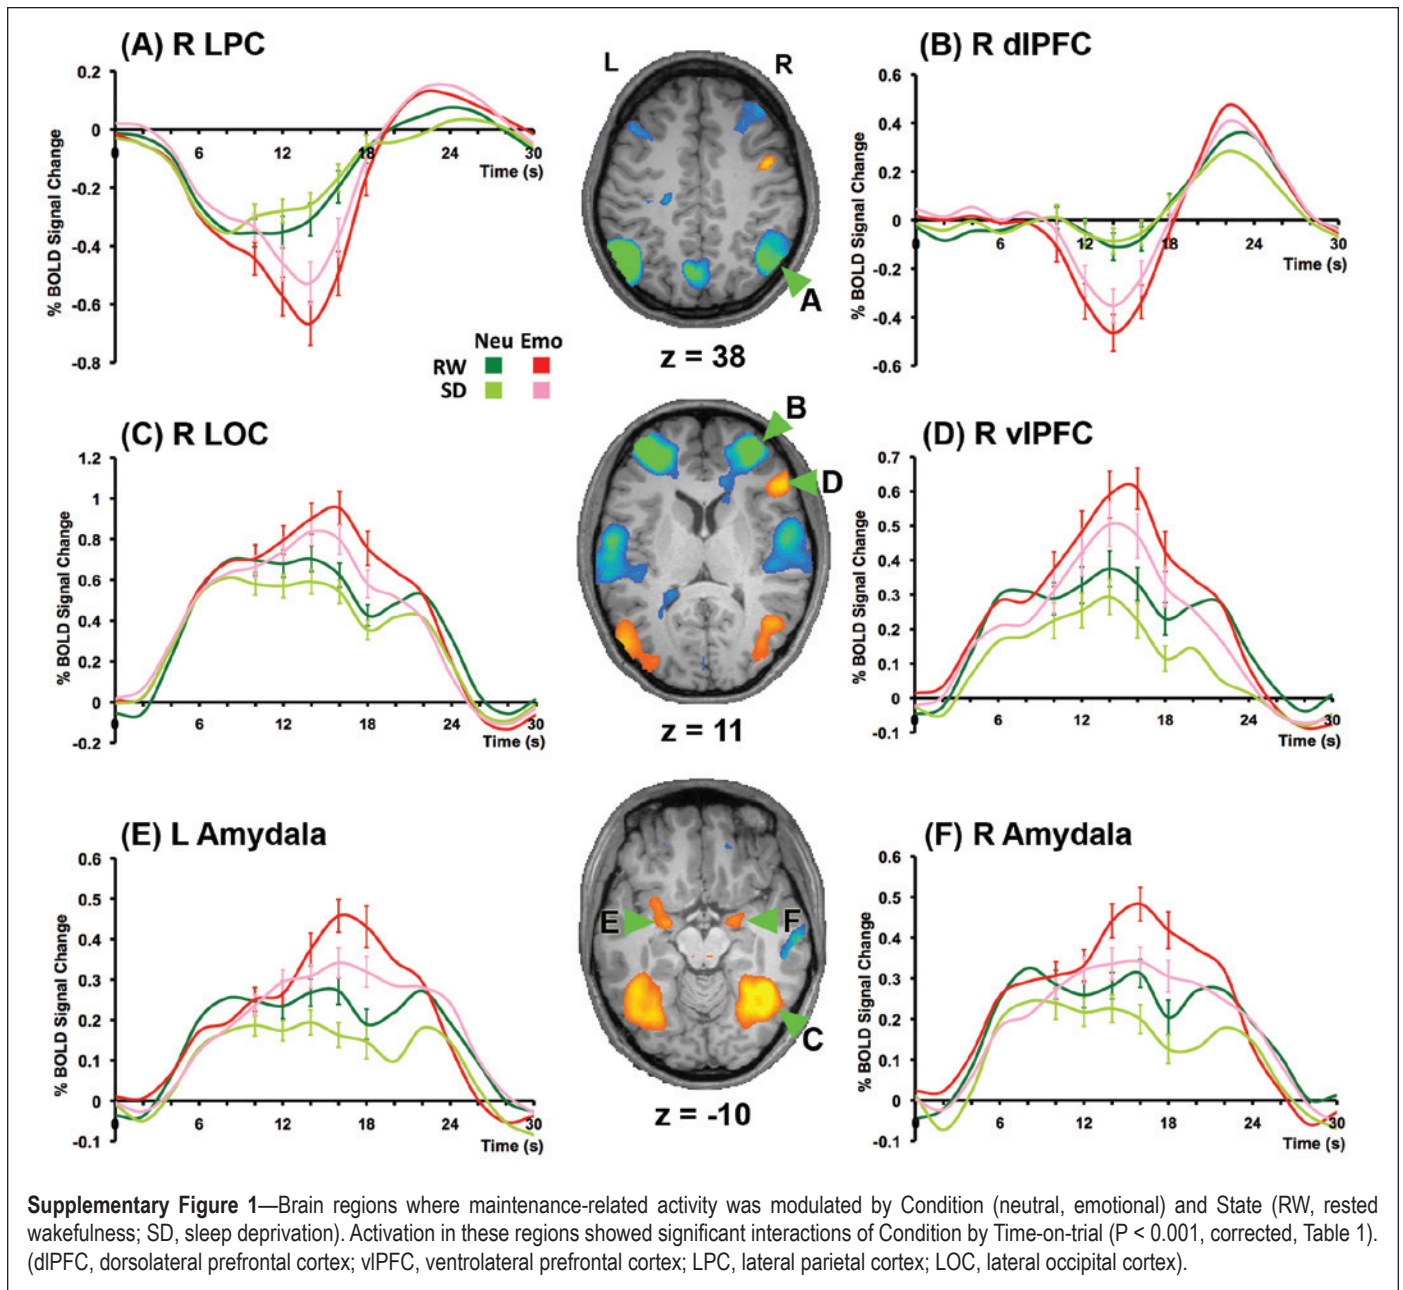 (A) R LPC
0.2
0
-0.2
-0.4
-0.6
-0.8
% BOLD Signal Change
0 6 12 18 24 30
Time (s)
Neu Emo
RW
SD
L R
A
z = 38
(B) R dlPFC
0.6
0.4
0.2
0
-0.2
-0.4
-0.6
% BOLD Signal Change
0 6 12 18 24 30
Time (s)
(C) R LOC
1.2
1
0.8
0.6
0.4
0.2
0
-0.2
% BOLD Signal Change
0 6 12 18 24 30
Time (s)
B
D
z = 11
(D) R vlPFC
0.7
0.6
0.5
0.4
0.3
0.2
0.1
0
-0.1
% BOLD Signal Change
0 6 12 18 24 30
Time (s)
(E) L Amydala
0.6
0.5
0.4
0.3
0.2
0.1
0
-0.1
% BOLD Signal Change
0 6 12 18 24 30
Time (s)
E F
C
z = -10
(F) R Amydala
0.6
0.5
0.4
0.3
0.2
0.1
0
-0.1
% BOLD Signal Change
0 6 12 18 24 30
Time (s)
Supplementary Figure 1—Brain regions where maintenance-related activity was modulated by Condition (neutral, emotional) and State (RW, rested
wakefulness; SD, sleep deprivation). Activation in these regions showed significant interactions of Condition by Time-on-trial (P < 0.001, corrected, Table 1).
(dlPFC, dorsolateral prefrontal cortex; vlPFC, ventrolateral prefrontal cortex; LPC, lateral parietal cortex; LOC, lateral occipital cortex).